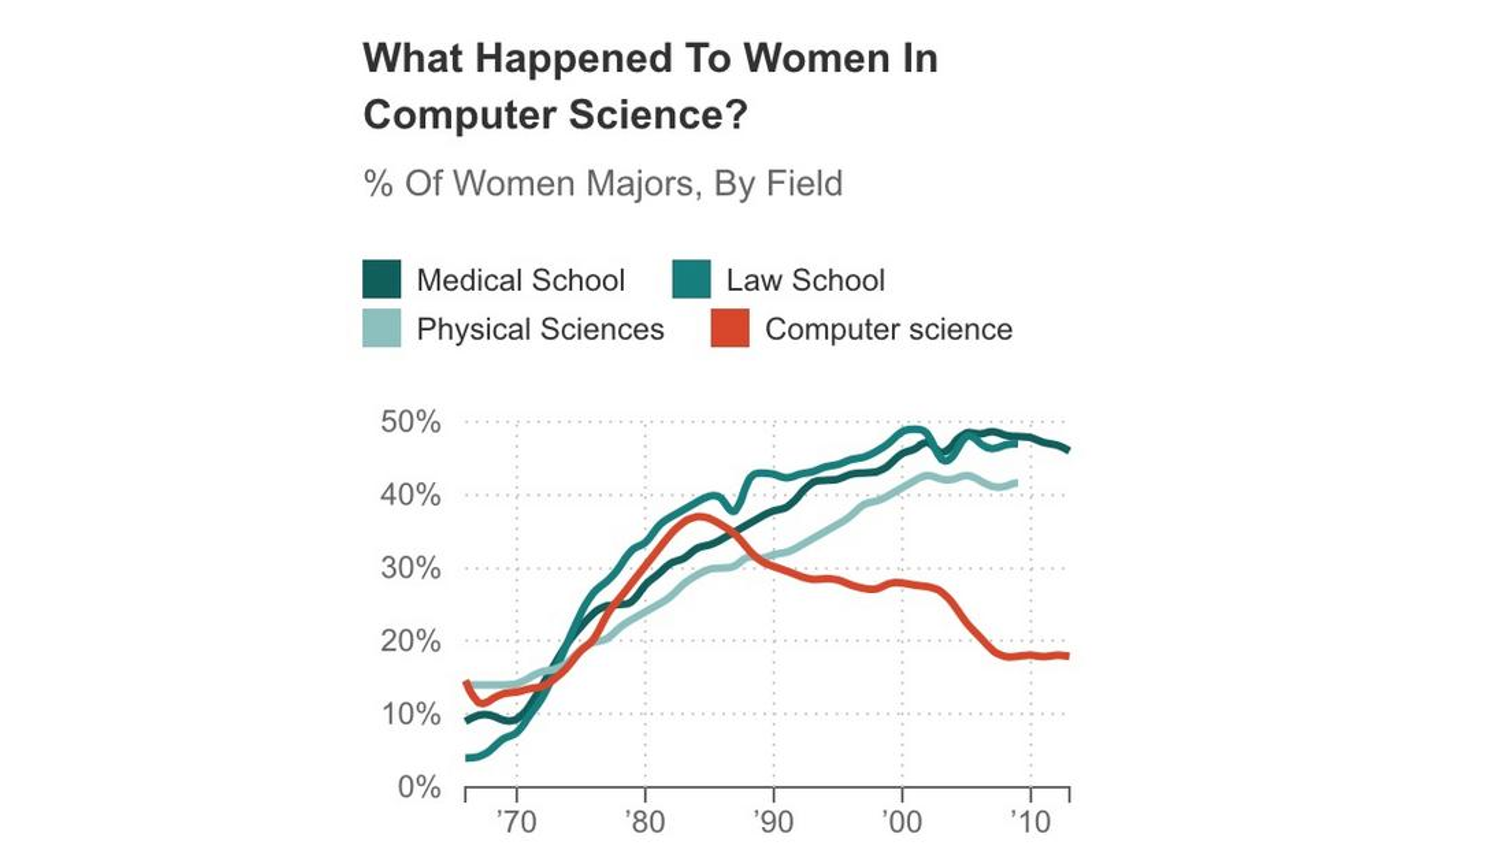 What Happened To Women In
Computer Science?
% Of Women Majors, By Field
Medical School
Law School
Physical Sciences
Computer science
50%
40%
30%
20%
10%
0%
’70
’80
’90
’00
’10